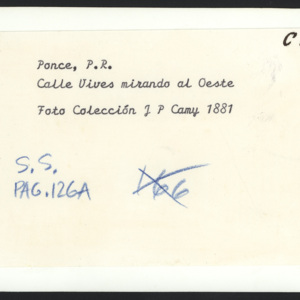 Ponce, P.R.
Calle Vives mirando al Oeste
Foto Colección J P Camy 1881
S.S.
PAG.126A